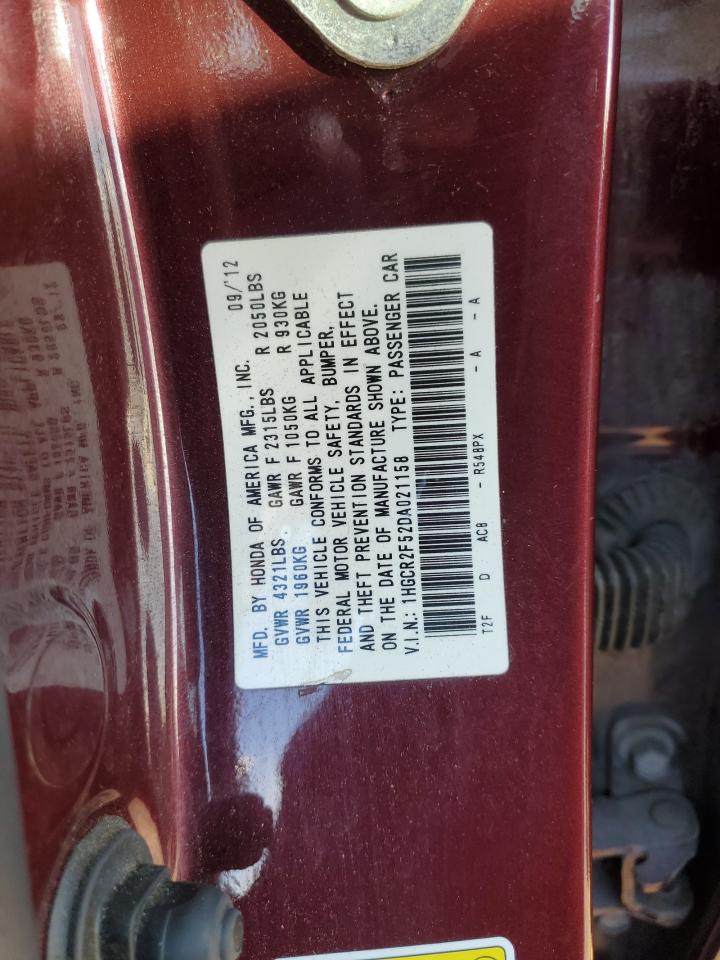 MFD. BY HONDA OF AMERICA MFG., INC. 09/12
GVWR 4321LBS. GAWR F 2315LBS R 2050LBS
GVWR 1960KG GAWR F 1050KG R 930KG
THIS VEHICLE CONFORMS TO ALL APPLICABLE
FEDERAL MOTOR VEHICLE SAFETY, BUMPER,
AND THEFT PREVENTION STANDARDS IN EFFECT
ON THE DATE OF MANUFACTURE SHOWN ABOVE.
V.I.N.: 1HGCR2F52DA021158 TYPE: PASSENGER CAR
T2F D AC8 - R548PX - A - A